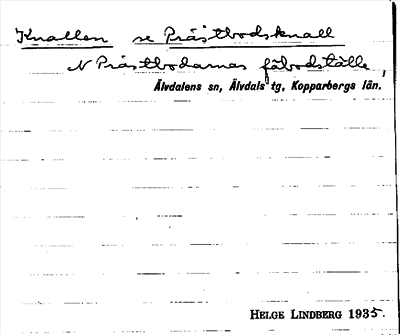 Knallen se Prästbodsknall
N Prästbodarnas fäbodställe,
Älvdalens sn, Älvdals tg, Kopparbergs län.
HELGE LINDBERG 1935.